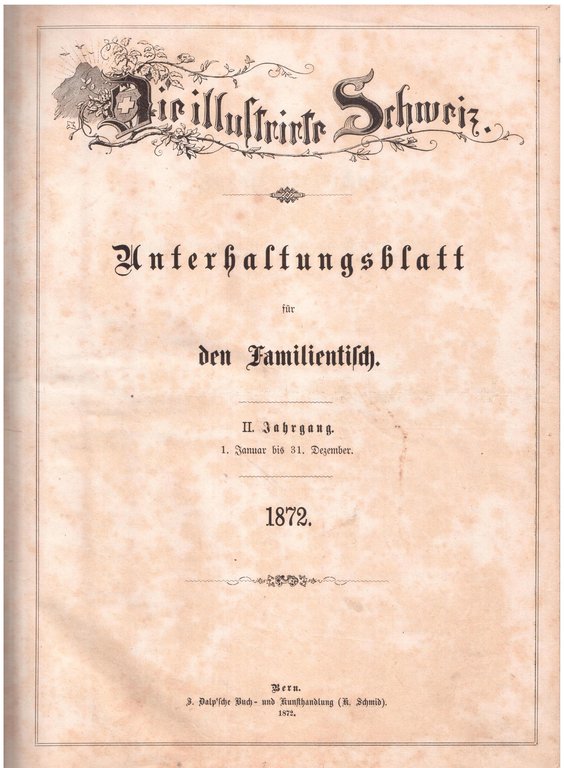 Die illustrirte Schweiz.
Unterhaltungsblatt
für
den Familientisch.
II. Jahrgang.
1. Januar bis 31. Dezember.
1872.
Bern.
J. Dalp'sche Buch- und Kunsthandlung (K. Schmid).
1872.